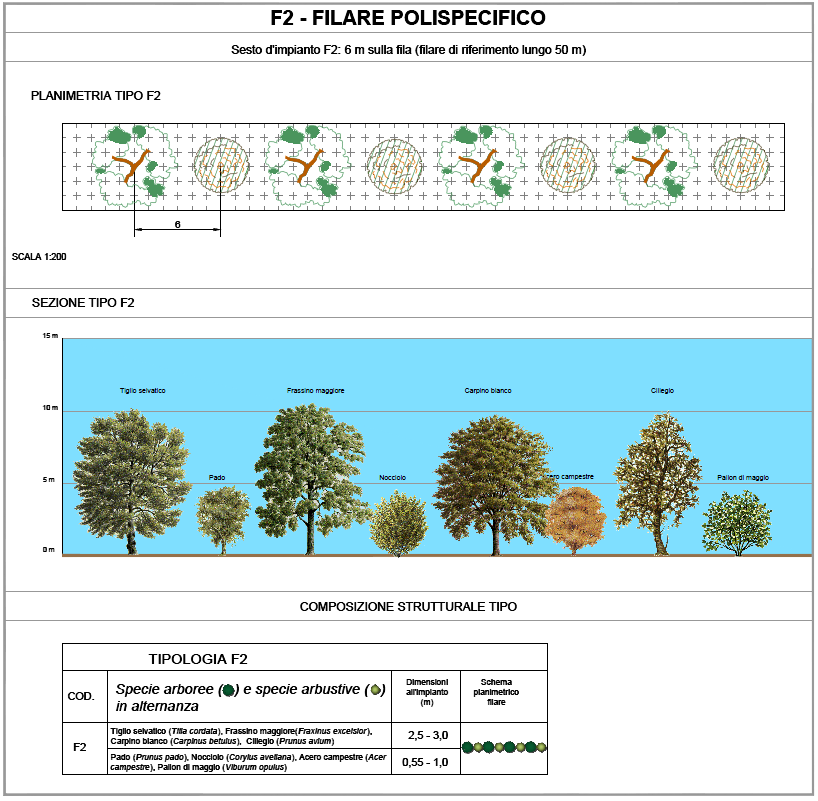 F2 - FILARE POLISPECIFICO
Sesto d'impianto F2: 6 m sulla fila (filare di riferimento lungo 50 m)
PLANIMETRIA TIPO F2
6
SCALA 1:200
SEZIONE TIPO F2
15 m
Tiglio selvatico
Frassino maggiore
Carpino bianco
Ciliegio
10 m
5 m
Pado
Nocciolo
ero campestre
Pallon di maggio
0 m
COMPOSIZIONE STRUTTURALE TIPO
TIPOLOGIA F2
COD.
Specie arboree ( ) e specie arbustive ( )
in alternanza
Dimensioni
all'impianto
(m)
Schema
planimetrico
filare
F2
Tiglio selvatico (Tilia cordata), Frassino maggiore(Fraxinus excelsior),
Carpino bianco (Carpinus betulus), Ciliegio (Prunus avium)
2,5 - 3,0
Pado (Prunus pado), Nocciolo (Corylus avellana), Acero campestre (Acer
campestre), Pallon di maggio (Viburum opulus)
0,55 - 1,0